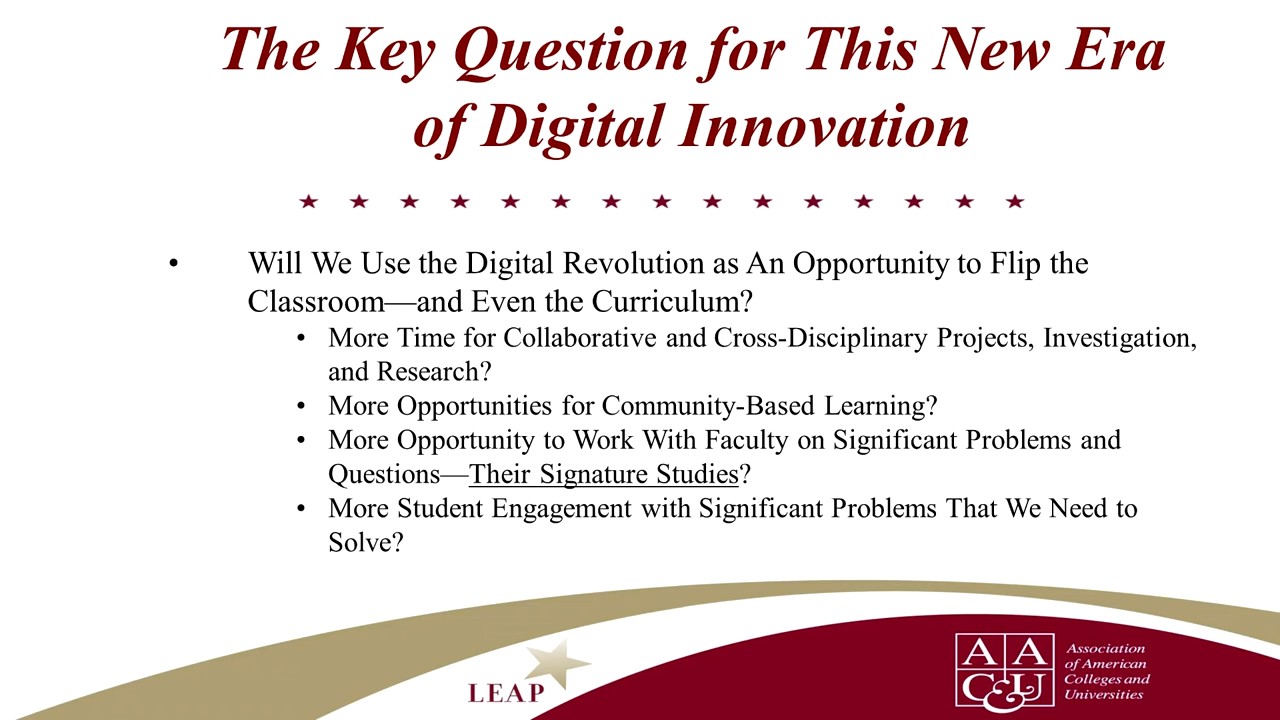 The Key Question for This New Era
of Digital Innovation
• Will We Use the Digital Revolution as An Opportunity to Flip the
Classroom—and Even the Curriculum?
• More Time for Collaborative and Cross-Disciplinary Projects, Investigation,
and Research?
• More Opportunities for Community-Based Learning?
• More Opportunity to Work With Faculty on Significant Problems and
Questions—Their Signature Studies?
• More Student Engagement with Significant Problems That We Need to
Solve?
LEAP
AAC&U
Association
of American
Colleges and
Universities